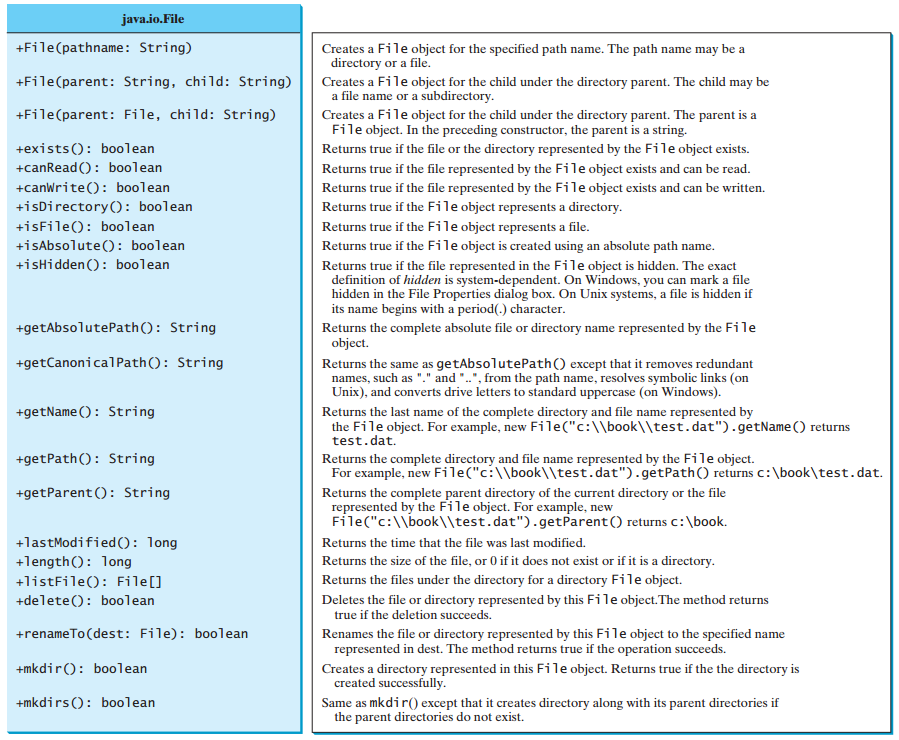 java.io.File
+File(pathname: String)
Creates a File object for the specified path name. The path name may be a
directory or a file.
+File(parent: String, child: String)
Creates a File object for the child under the directory parent. The child may be
a file name or a subdirectory.
+File(parent: File, child: String)
Creates a File object for the child under the directory parent. The parent is a
File object. In the preceding constructor, the parent is a string.
+exists(): boolean
Returns true if the file or the directory represented by the File object exists.
+canRead(): boolean
Returns true if the file represented by the File object exists and can be read.
+canWrite(): boolean
Returns true if the file represented by the File object exists and can be written.
+isDirectory(): boolean
Returns true if the File object represents a directory.
+isFile(): boolean
Returns true if the File object represents a file.
+isAbsolute(): boolean
Returns true if the File object is created using an absolute path name.
+isHidden(): boolean
Returns true if the file represented in the File object is hidden. The exact
definition of hidden is system-dependent. On Windows, you can mark a file
hidden in the File Properties dialog box. On Unix systems, a file is hidden if
its name begins with a period(.) character.
+getAbsolutePath(): String
Returns the complete absolute file or directory name represented by the File
object.
+getCanonicalPath(): String
Returns the same as getAbsolutePath() except that it removes redundant
names, such as "." and "..", from the path name, resolves symbolic links (on
Unix), and converts drive letters to standard uppercase (on Windows).
+getName(): String
Returns the last name of the complete directory and file name represented by
the File object. For example, new File("c:\\book\\test.dat").getName() returns
test.dat.
+getPath(): String
Returns the complete directory and file name represented by the File object.
For example, new File("c:\\book\\test.dat").getPath() returns c:\book\test.dat.
+getParent(): String
Returns the complete parent directory of the current directory or the file
represented by the File object. For example, new
File("c:\\book\\test.dat").getParent() returns c:\book.
+lastModified(): long
Returns the time that the file was last modified.
+length(): long
Returns the size of the file, or 0 if it does not exist or if it is a directory.
+listFile(): File[]
Returns the files under the directory for a directory File object.
+delete(): boolean
Deletes the file or directory represented by this File object.The method returns
true if the deletion succeeds.
+renameTo(dest: File): boolean
Renames the file or directory represented by this File object to the specified name
represented in dest. The method returns true if the operation succeeds.
+mkdir(): boolean
Creates a directory represented in this File object. Returns true if the the directory is
created successfully.
+mkdirs(): boolean
Same as mkdir() except that it creates directory along with its parent directories if
the parent directories do not exist.